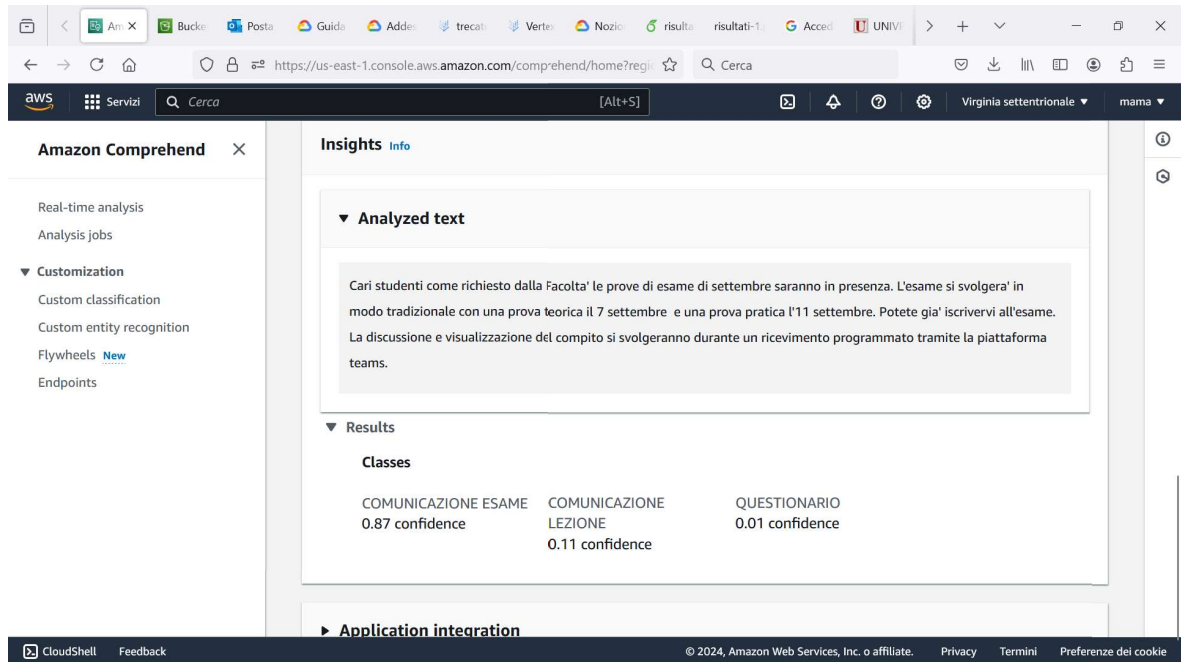 Am
Bucke
Posta
Guida
Addes
trecat
Vertex
Nozio
risulta
risultati-1.
Acced
UNIVE
https://us-east-1.console.aws.amazon.com/comprehend/home?regio
Cerca
aws
Servizi
Cerca
[Alt+S]
Virginia settentrionale
mama
Amazon Comprehend
Real-time analysis
Analysis jobs
Customization
Custom classification
Custom entity recognition
Flywheels New
Endpoints
Insights Info
Analyzed text
Cari studenti come richiesto dalla Facolta' le prove di esame di settembre saranno in presenza. L'esame si svolgera' in
modo tradizionale con una prova teorica il 7 settembre e una prova pratica l'11 settembre. Potete gia' iscrivervi all'esame.
La discussione e visualizzazione del compito si svolgeranno durante un ricevimento programmato tramite la piattaforma
teams.
Results
Classes
COMUNICAZIONE ESAME
0.87 confidence
COMUNICAZIONE
LEZIONE
0.11 confidence
QUESTIONARIO
0.01 confidence
Application integration
CloudShell
Feedback
© 2024, Amazon Web Services, Inc. o affiliate.
Privacy
Termini
Preferenze dei cookie